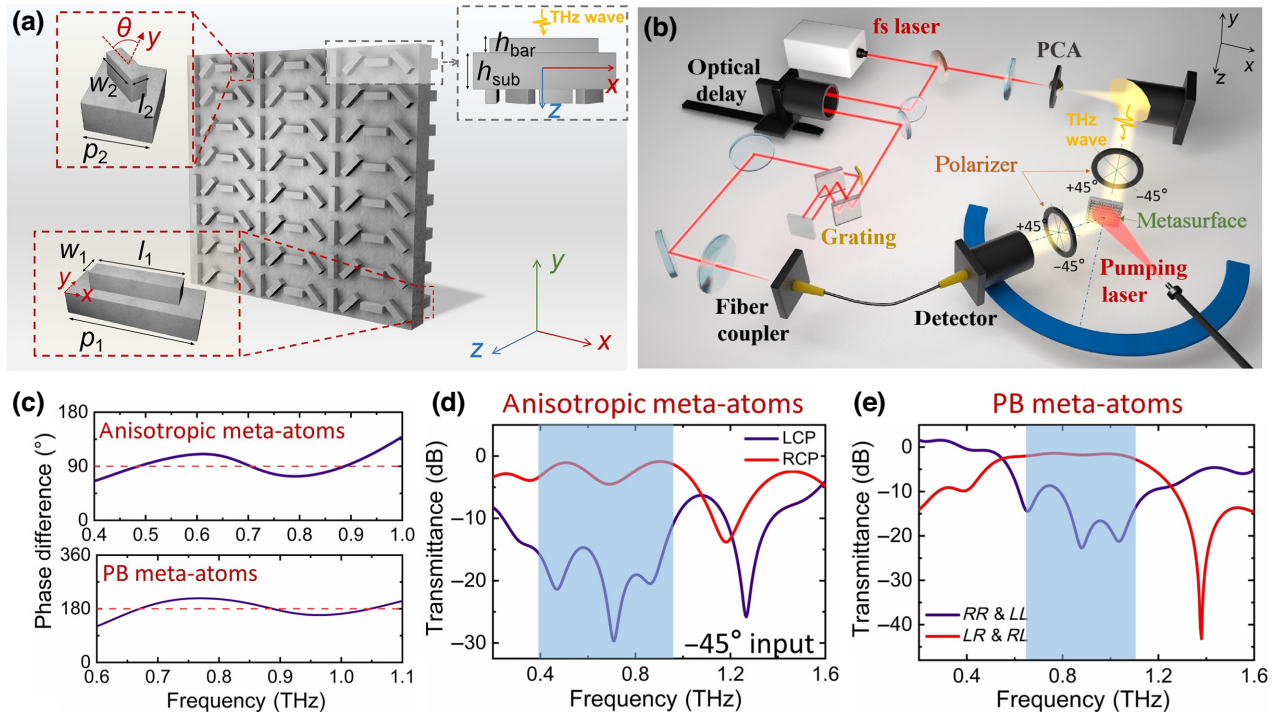 (a)
θ
y
w2
l2
p2
THz wave
hbar
hsub
x
z
w1
l1
y
x
p1
y
z
x
(b)
fs laser
PCA
Optical
delay
THz
wave
Polarizer
+45°
−45°
+45°
−45°
Metasurface
Grating
Pumping
laser
Fiber
coupler
Detector
y
x
z
(c)
Phase difference (°)
180
90
0
Anisotropic meta-atoms
0.4 0.5 0.6 0.7 0.8 0.9 1.0
360
180
0
PB meta-atoms
0.6 0.7 0.8 0.9 1.0 1.1
Frequency (THz)
(d)
Anisotropic meta-atoms
Transmittance (dB)
0
−10
−20
−30
LCP
RCP
−45° input
0.4 0.8 1.2 1.6
Frequency (THz)
(e)
PB meta-atoms
Transmittance (dB)
0
−10
−20
−30
−40
RR & LL
LR & RL
0.4 0.8 1.2 1.6
Frequency (THz)